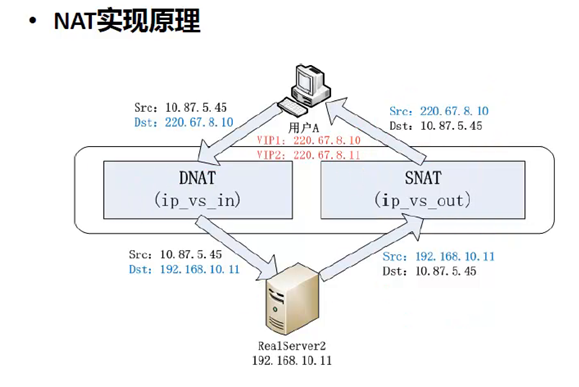 • NAT实现原理
Src: 10.87.5.45
Dst: 220.67.8.10
Src: 220.67.8.10
Dst: 10.87.5.45
用户A
VIP1: 220.67.8.10
VIP2: 220.67.8.11
DNAT
(ip_vs_in)
SNAT
(ip_vs_out)
Src: 10.87.5.45
Dst: 192.168.10.11
Src: 192.168.10.11
Dst: 10.87.5.45
RealServer2
192.168.10.11